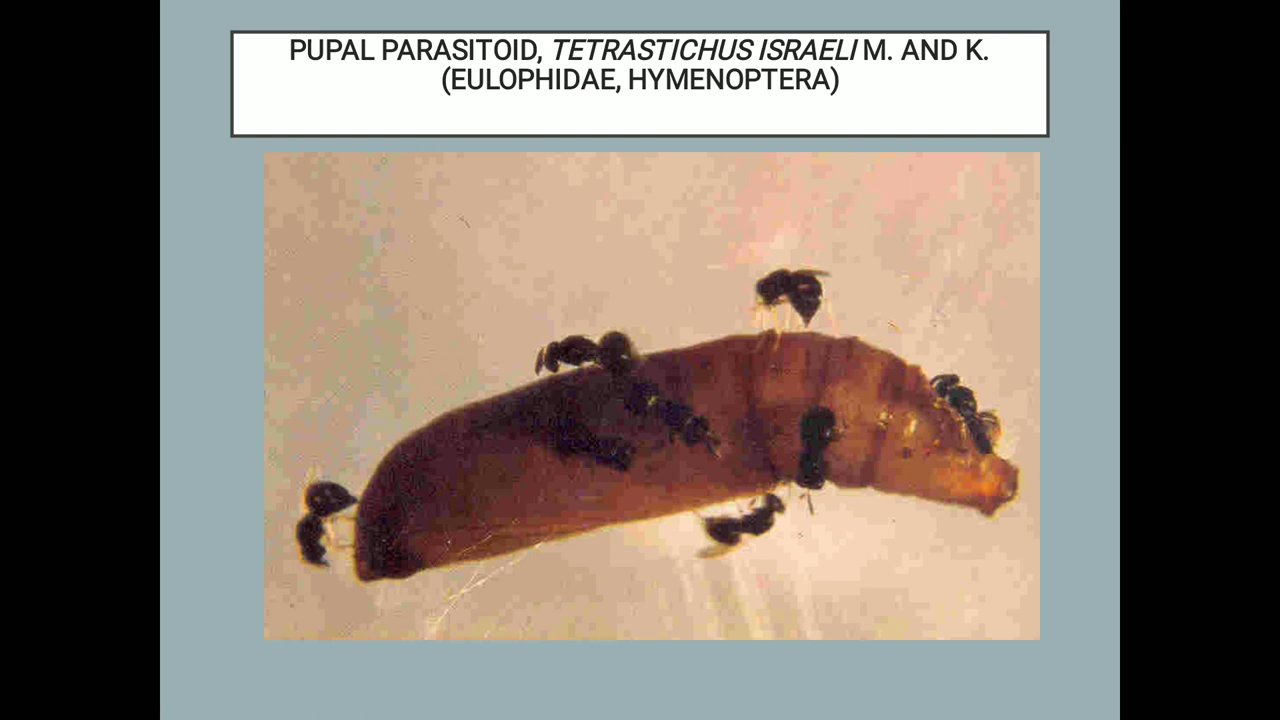 PUPAL PARASITOID, TETRASTICHUS ISRAELI M. AND K.
(EULOPHIDAE, HYMENOPTERA)